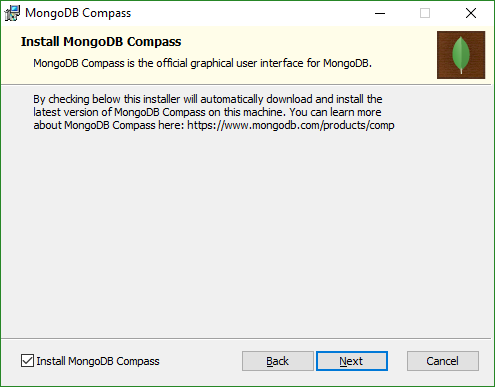 MongoDB Compass
Install MongoDB Compass
MongoDB Compass is the official graphical user interface for MongoDB.
By checking below this installer will automatically download and install the
latest version of MongoDB Compass on this machine. You can learn more
about MongoDB Compass here: https://www.mongodb.com/products/comp
Install MongoDB Compass
Back
Next
Cancel